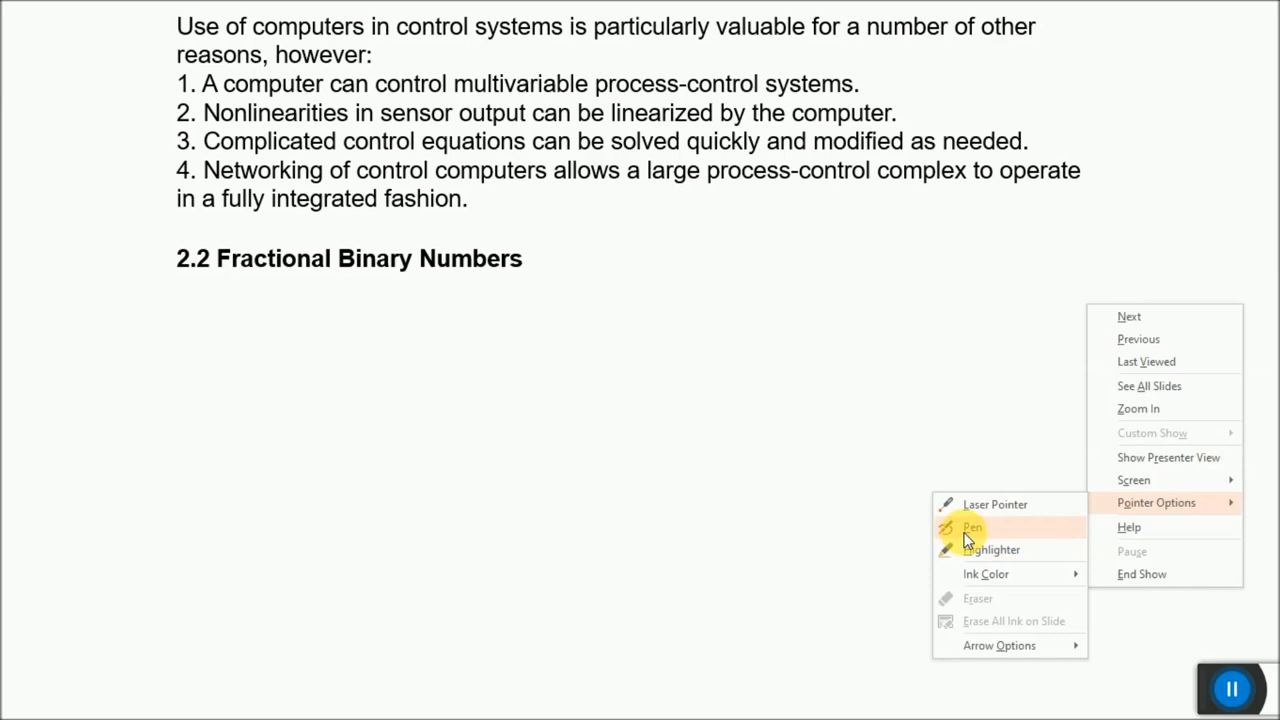 Use of computers in control systems is particularly valuable for a number of other
reasons, however:
1. A computer can control multivariable process-control systems.
2. Nonlinearities in sensor output can be linearized by the computer.
3. Complicated control equations can be solved quickly and modified as needed.
4. Networking of control computers allows a large process-control complex to operate
in a fully integrated fashion.
2.2 Fractional Binary Numbers
Next
Previous
Last Viewed
See All Slides
Zoom In
Custom Show
Show Presenter View
Screen
Pointer Options
Help
Pause
End Show
Laser Pointer
Pen
Highlighter
Ink Color
Eraser
Erase All Ink on Slide
Arrow Options